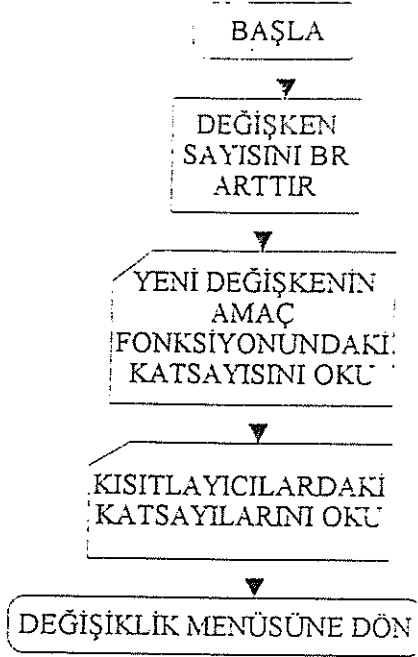 BAŞLA
DEĞİŞKEN
SAYISINI BR
ARTTIR
YENİ DEĞİŞKENİN
AMAÇ
FONKSİYONUNDAKİ
KATSAYISINI OKU
KISITLAYICILARDAKİ
KATSAYILARINI OKU
DEĞİŞİKLİK MENÜSÜNE DÖN